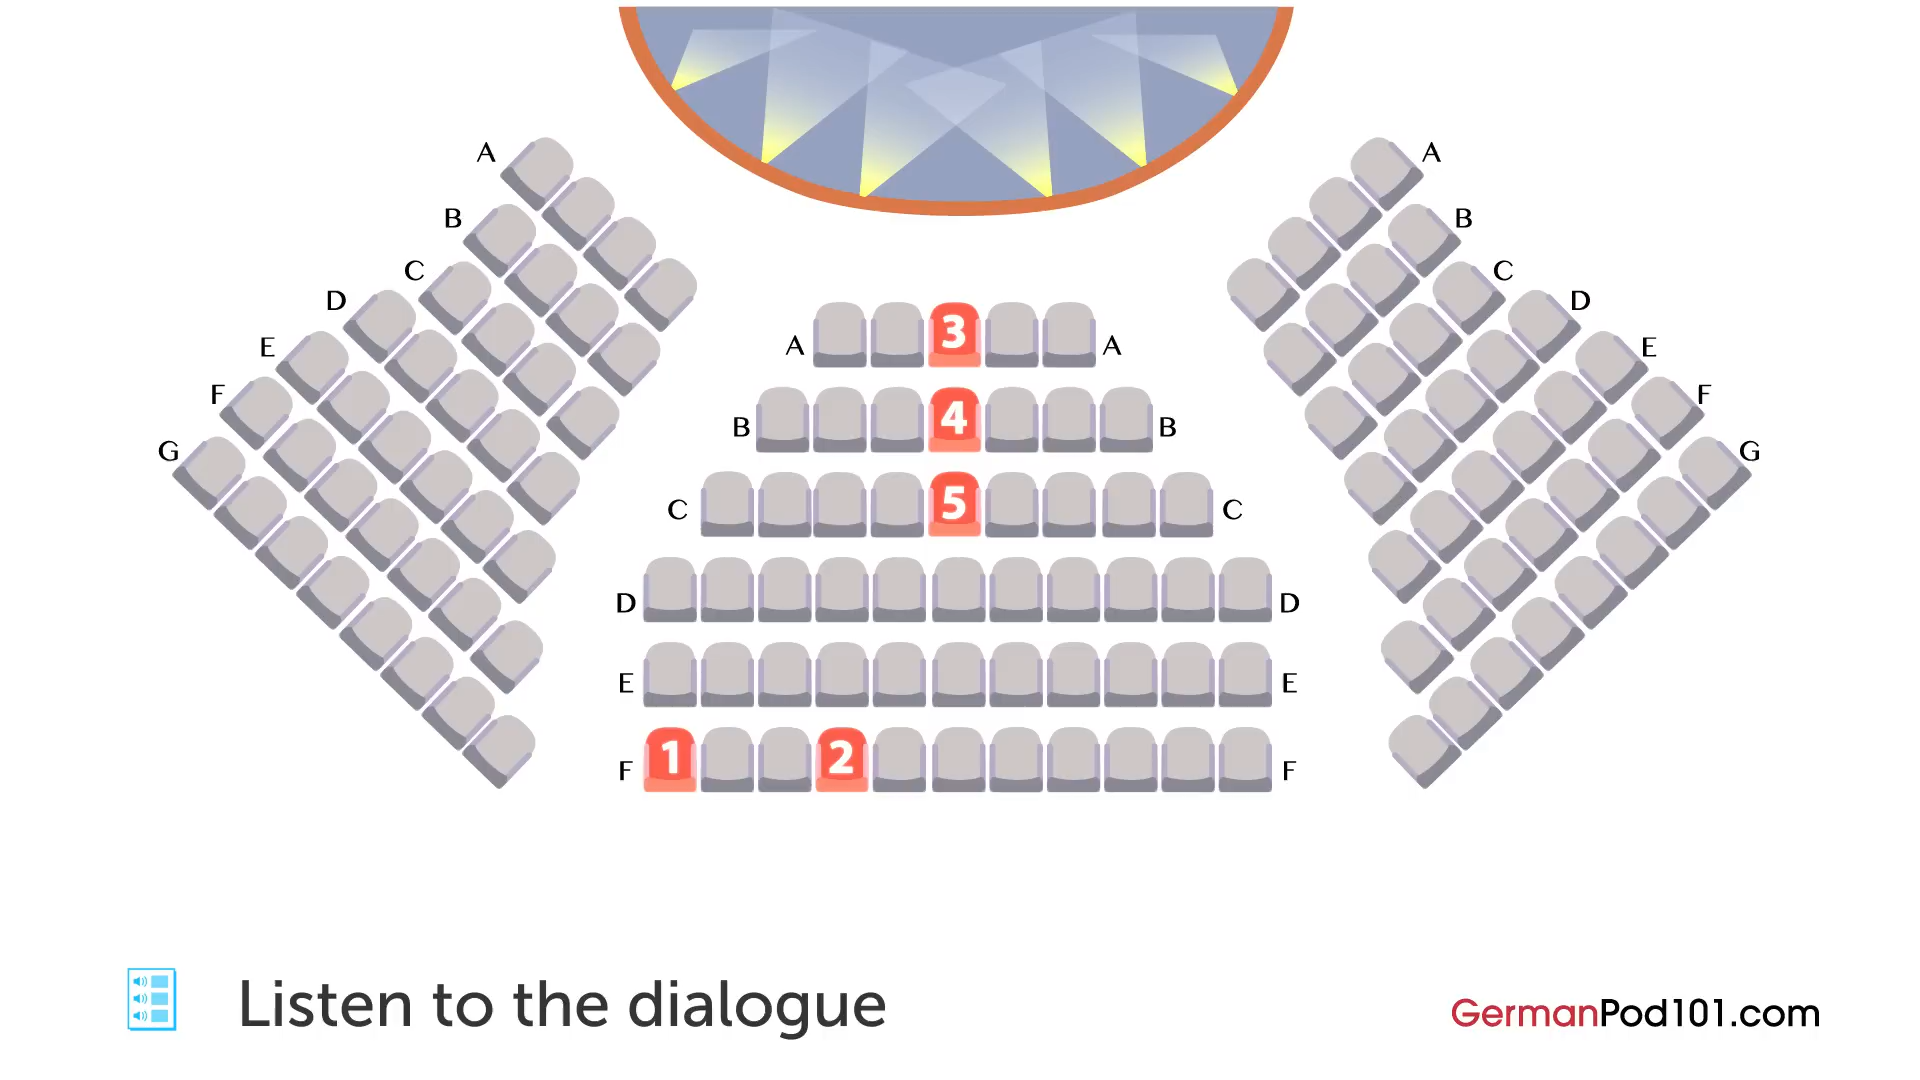 A A
B B
C C
D D
E E
F F
G G
A 3 A
B 4 B
C 5 C
D D
E E
F 1 2 F
Listen to the dialogue
GermanPod101.com